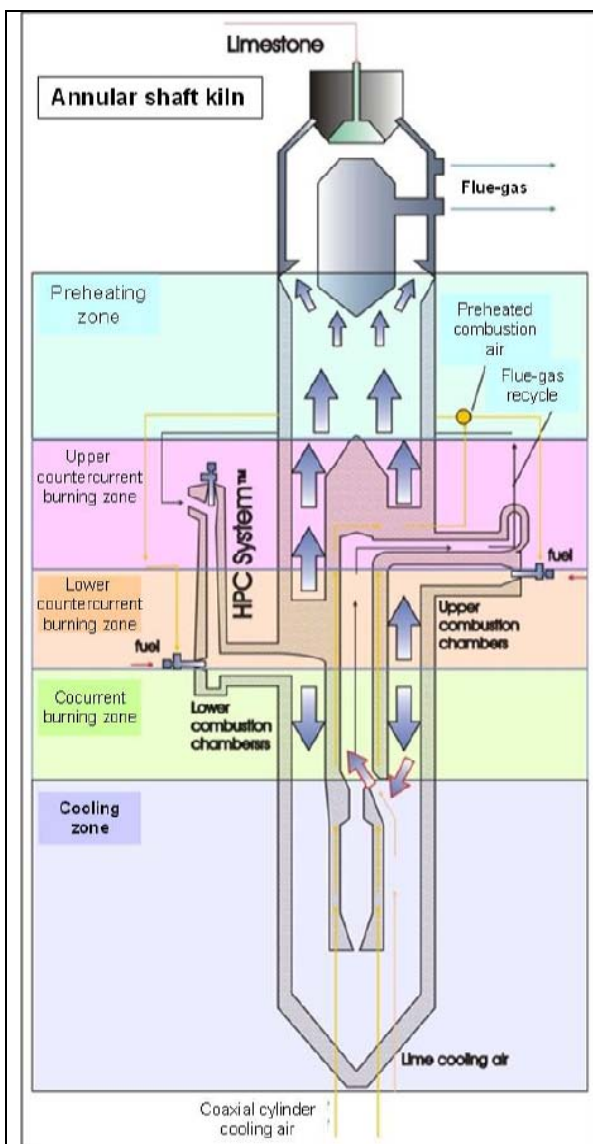 Limestone
Annular shaft kiln
Flue-gas
Preheating
zone
Preheated
combustion
air
Flue-gas
recycle
Upper
countercurrent
burning zone
HPC System™
Lower
countercurrent
burning zone
fuel
fuel
Upper
combustion
chambers
Cocurrent
burning zone
Lower
combustion
chambersrs
Cooling
zone
Lime cooling air
Coaxial cylinder
cooling air